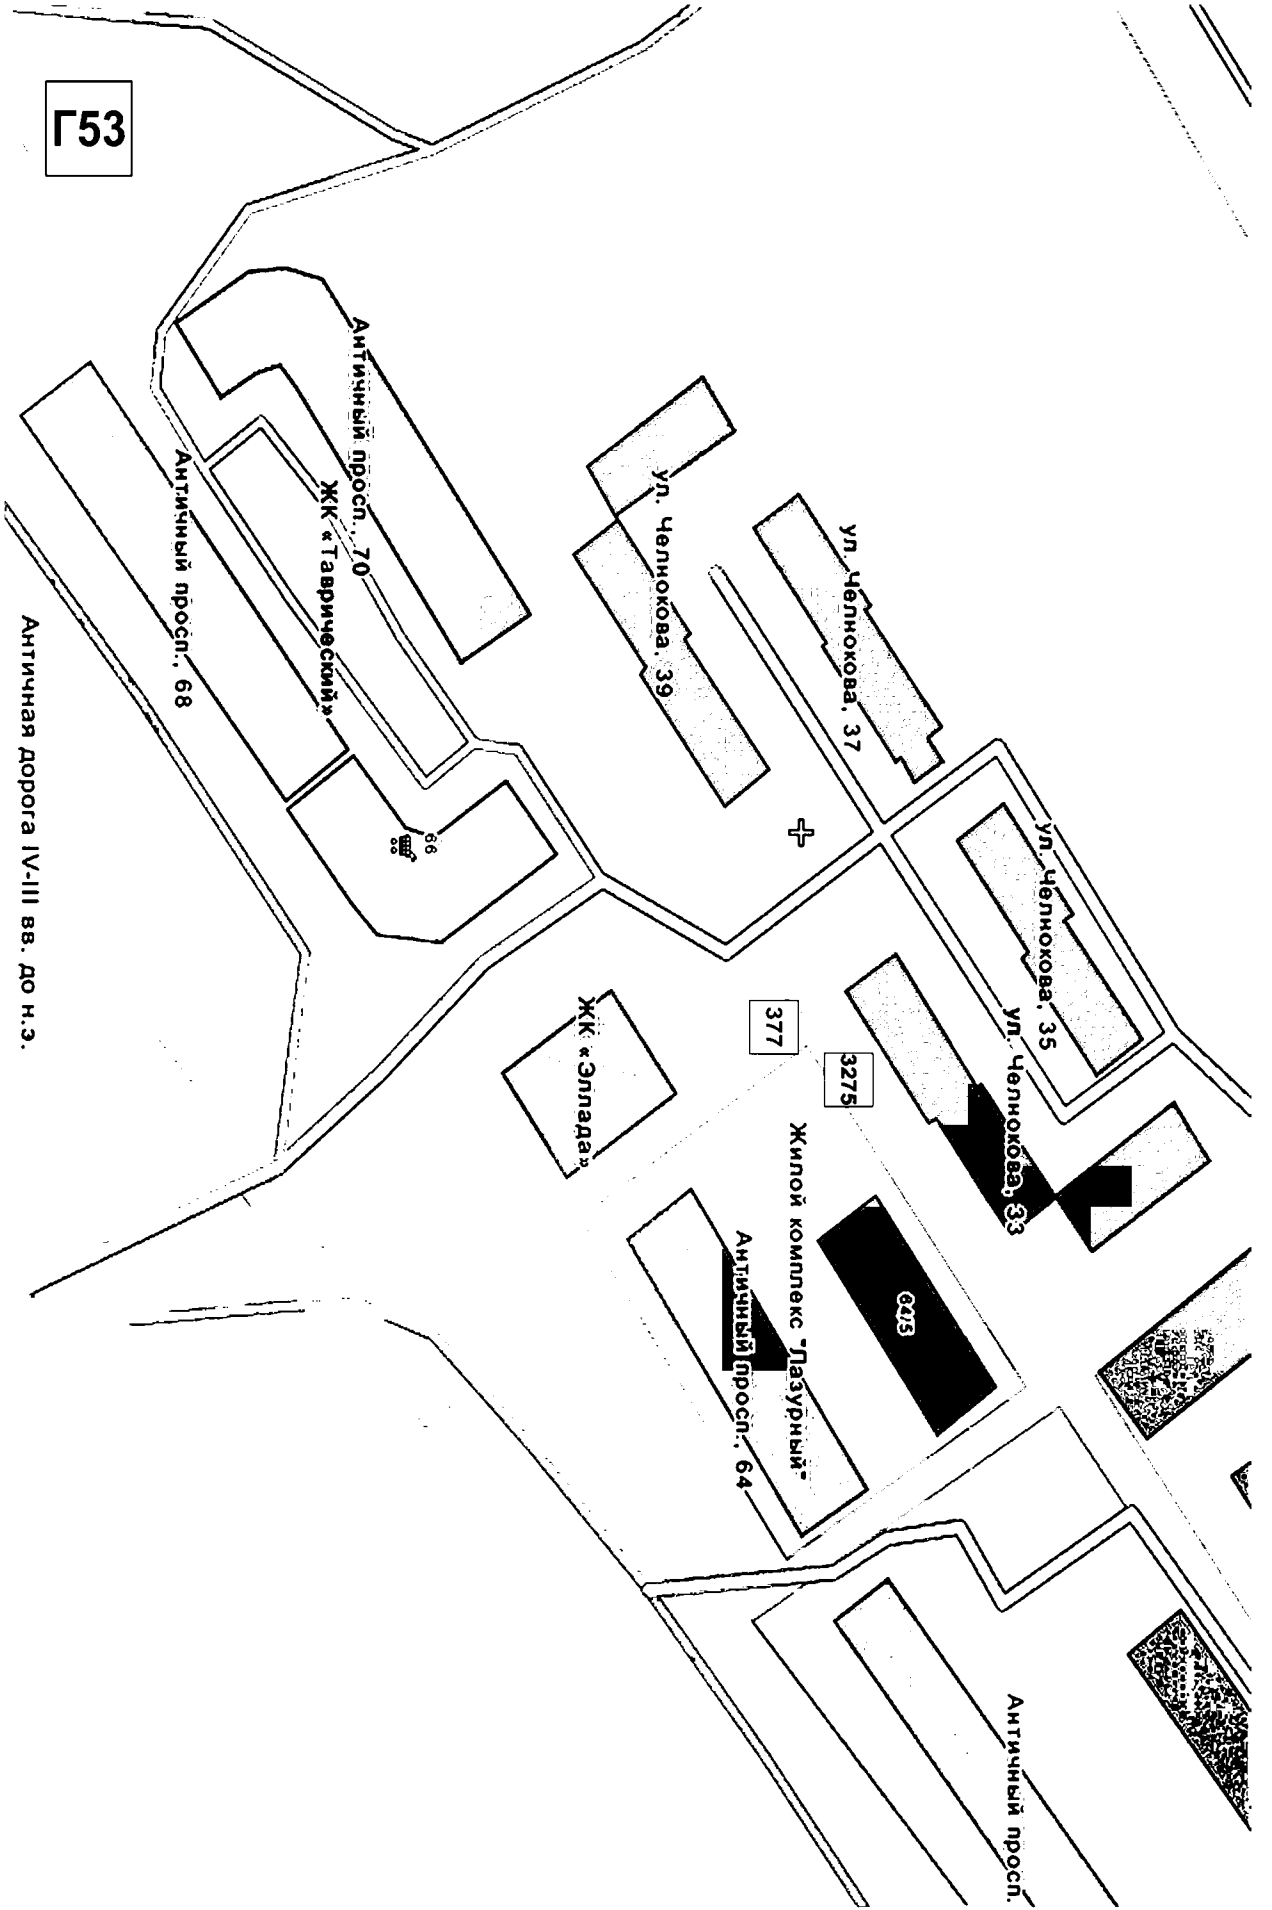 Г53
Античный просп., 70
ЖК «Таврический»
Античный просп., 68
Античная дорога IV-III вв. до н.э.
66
ул. Челнокова, 39
ул. Челнокова, 37
ул. Челнокова, 35
ул. Челнокова, 33
377
3275
ЖК «Эллада»
Жилой комплекс "Лазурный"
64/5
Античный просп., 64
Античный просп.